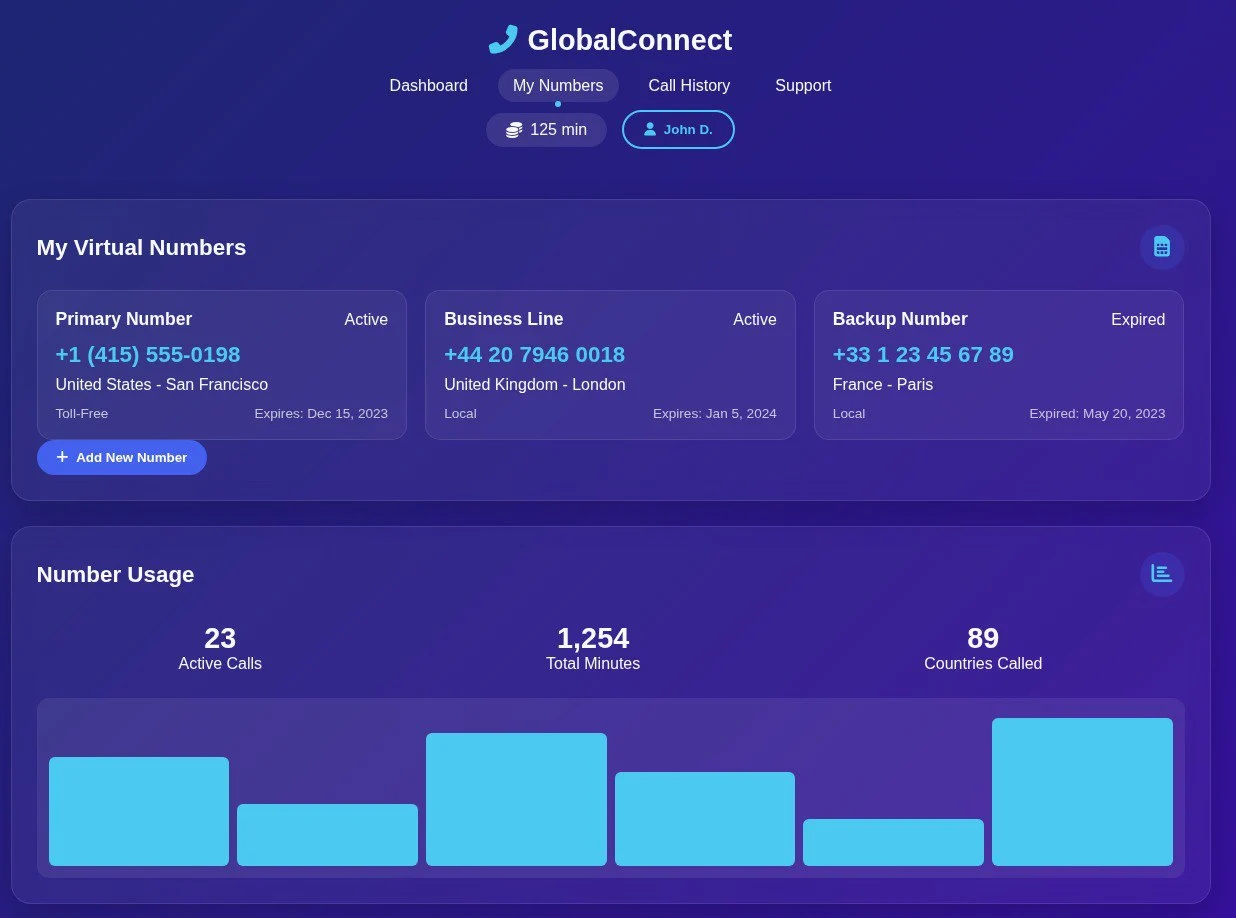 GlobalConnect
Dashboard My Numbers Call History Support
125 min John D.
My Virtual Numbers
Primary Number Active
+1 (415) 555-0198
United States - San Francisco
Toll-Free Expires: Dec 15, 2023
Business Line Active
+44 20 7946 0018
United Kingdom - London
Local Expires: Jan 5, 2024
Backup Number Expired
+33 1 23 45 67 89
France - Paris
Local Expired: May 20, 2023
+ Add New Number
Number Usage
23
Active Calls
1,254
Total Minutes
89
Countries Called